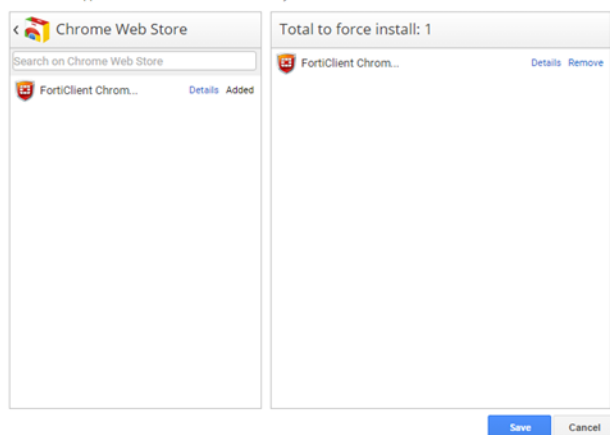 Chrome Web Store
Search on Chrome Web Store
FortiClient Chrom... Details Added
Total to force install: 1
FortiClient Chrom... Details Remove
Save Cancel